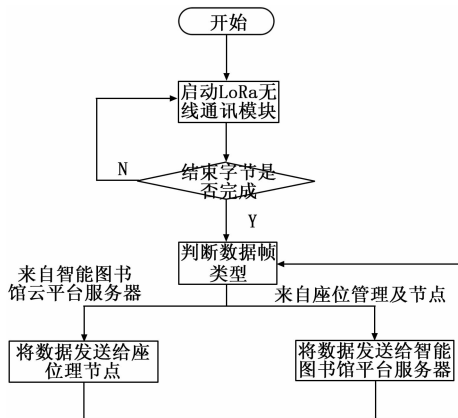 开始
启动LoRa无
线通讯模块
结束字节是
否完成
N
Y
判断数据帧
类型
来自智能图书
馆云平台服务器
来自座位管理及节点
将数据发送给座
位理节点
将数据发送给智能
图书馆平台服务器